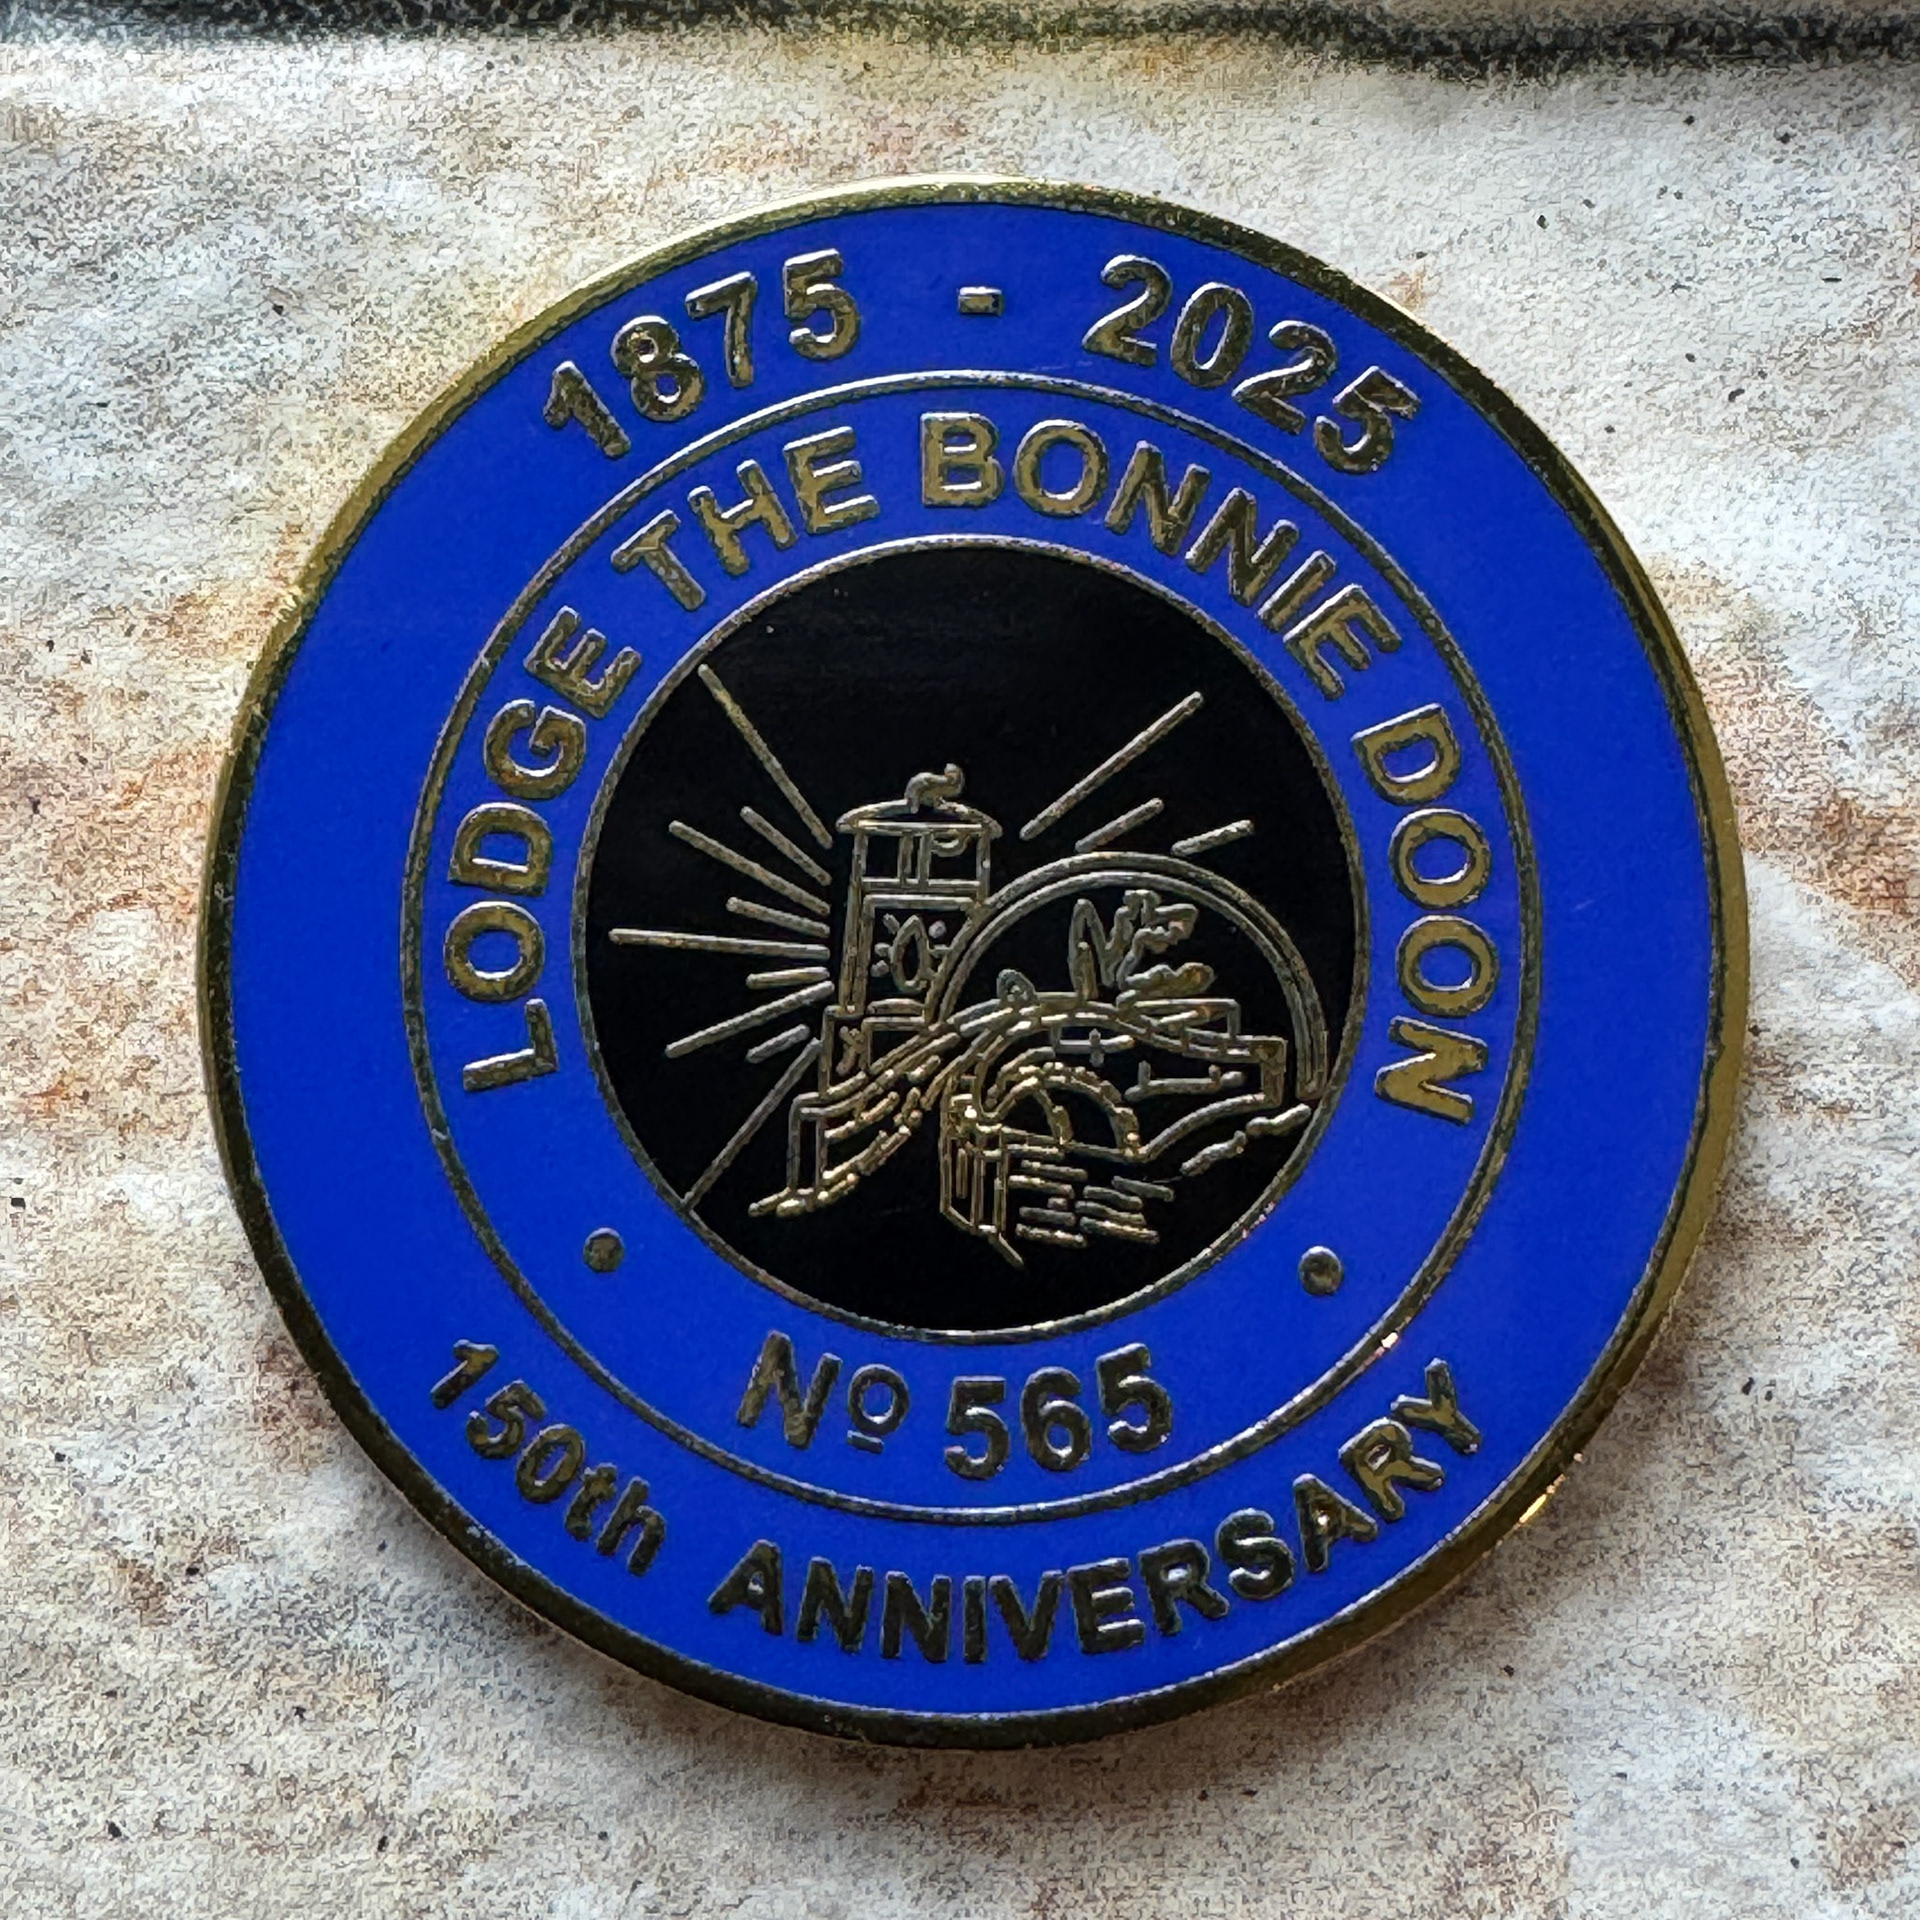 1875 - 2025
LODGE THE BONNIE DOON
Nº 565
150th ANNIVERSARY